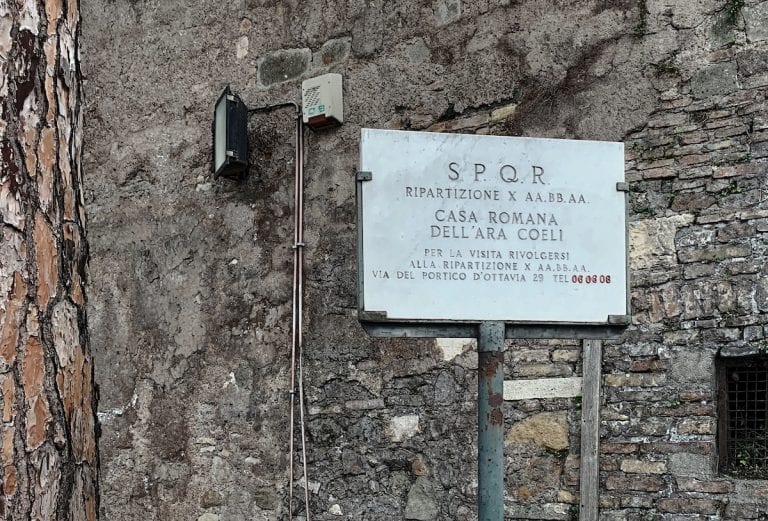 S.P.Q.R.
RIPARTIZIONE X AA.BB.AA.
CASA ROMANA
DELL'ARA COELI
PER LA VISITA RIVOLGERSI
ALLA RIPARTIZIONE X AA.BB.AA.
VIA DEL PORTICO D'OTTAVIA 29 TEL 06 06 08